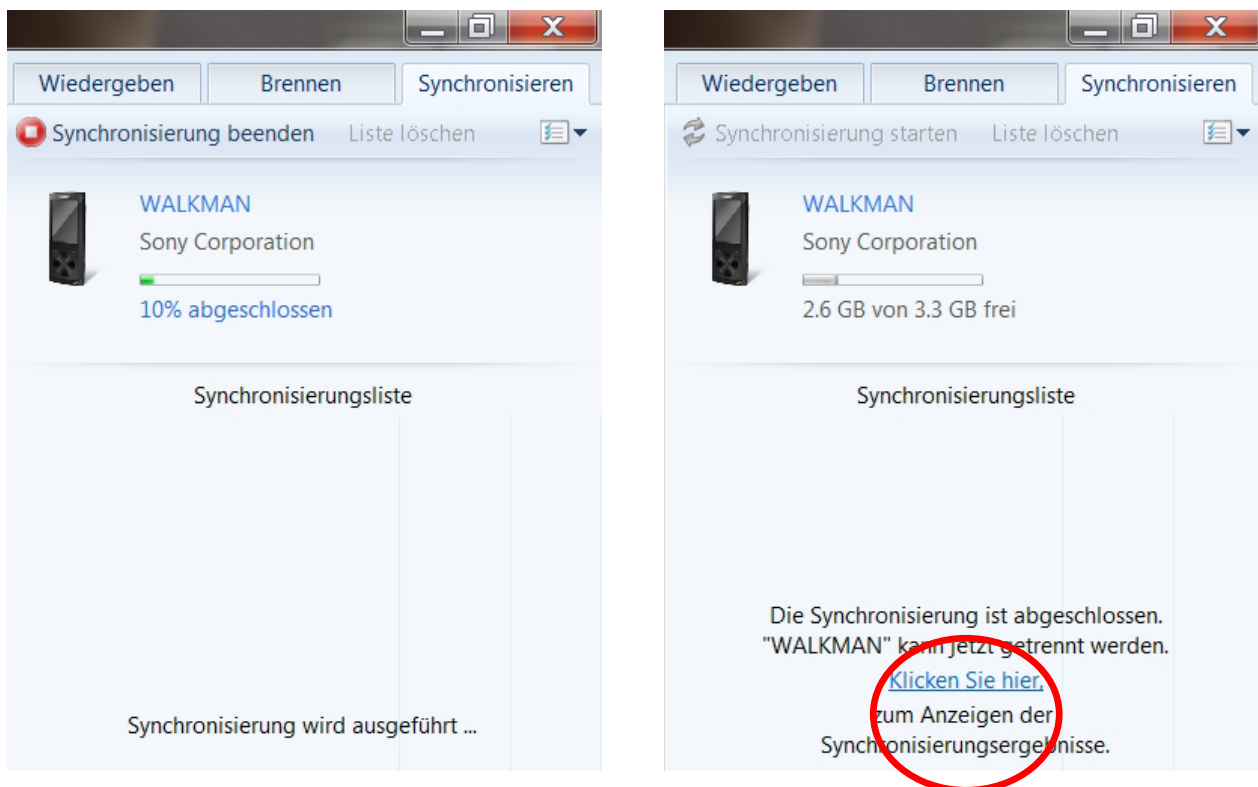 Wiedergeben Brennen Synchronisieren
Synchronisierung beenden Liste löschen
WALKMAN
Sony Corporation
10% abgeschlossen
Synchronisierungsliste
Synchronisierung wird ausgeführt ...
Wiedergeben Brennen Synchronisieren
Synchronisierung starten Liste löschen
WALKMAN
Sony Corporation
2.6 GB von 3.3 GB frei
Synchronisierungsliste
Die Synchronisierung ist abgeschlossen.
"WALKMAN" kann jetzt getrennt werden.
Klicken Sie hier,
zum Anzeigen der
Synchronisierungsergebnisse.